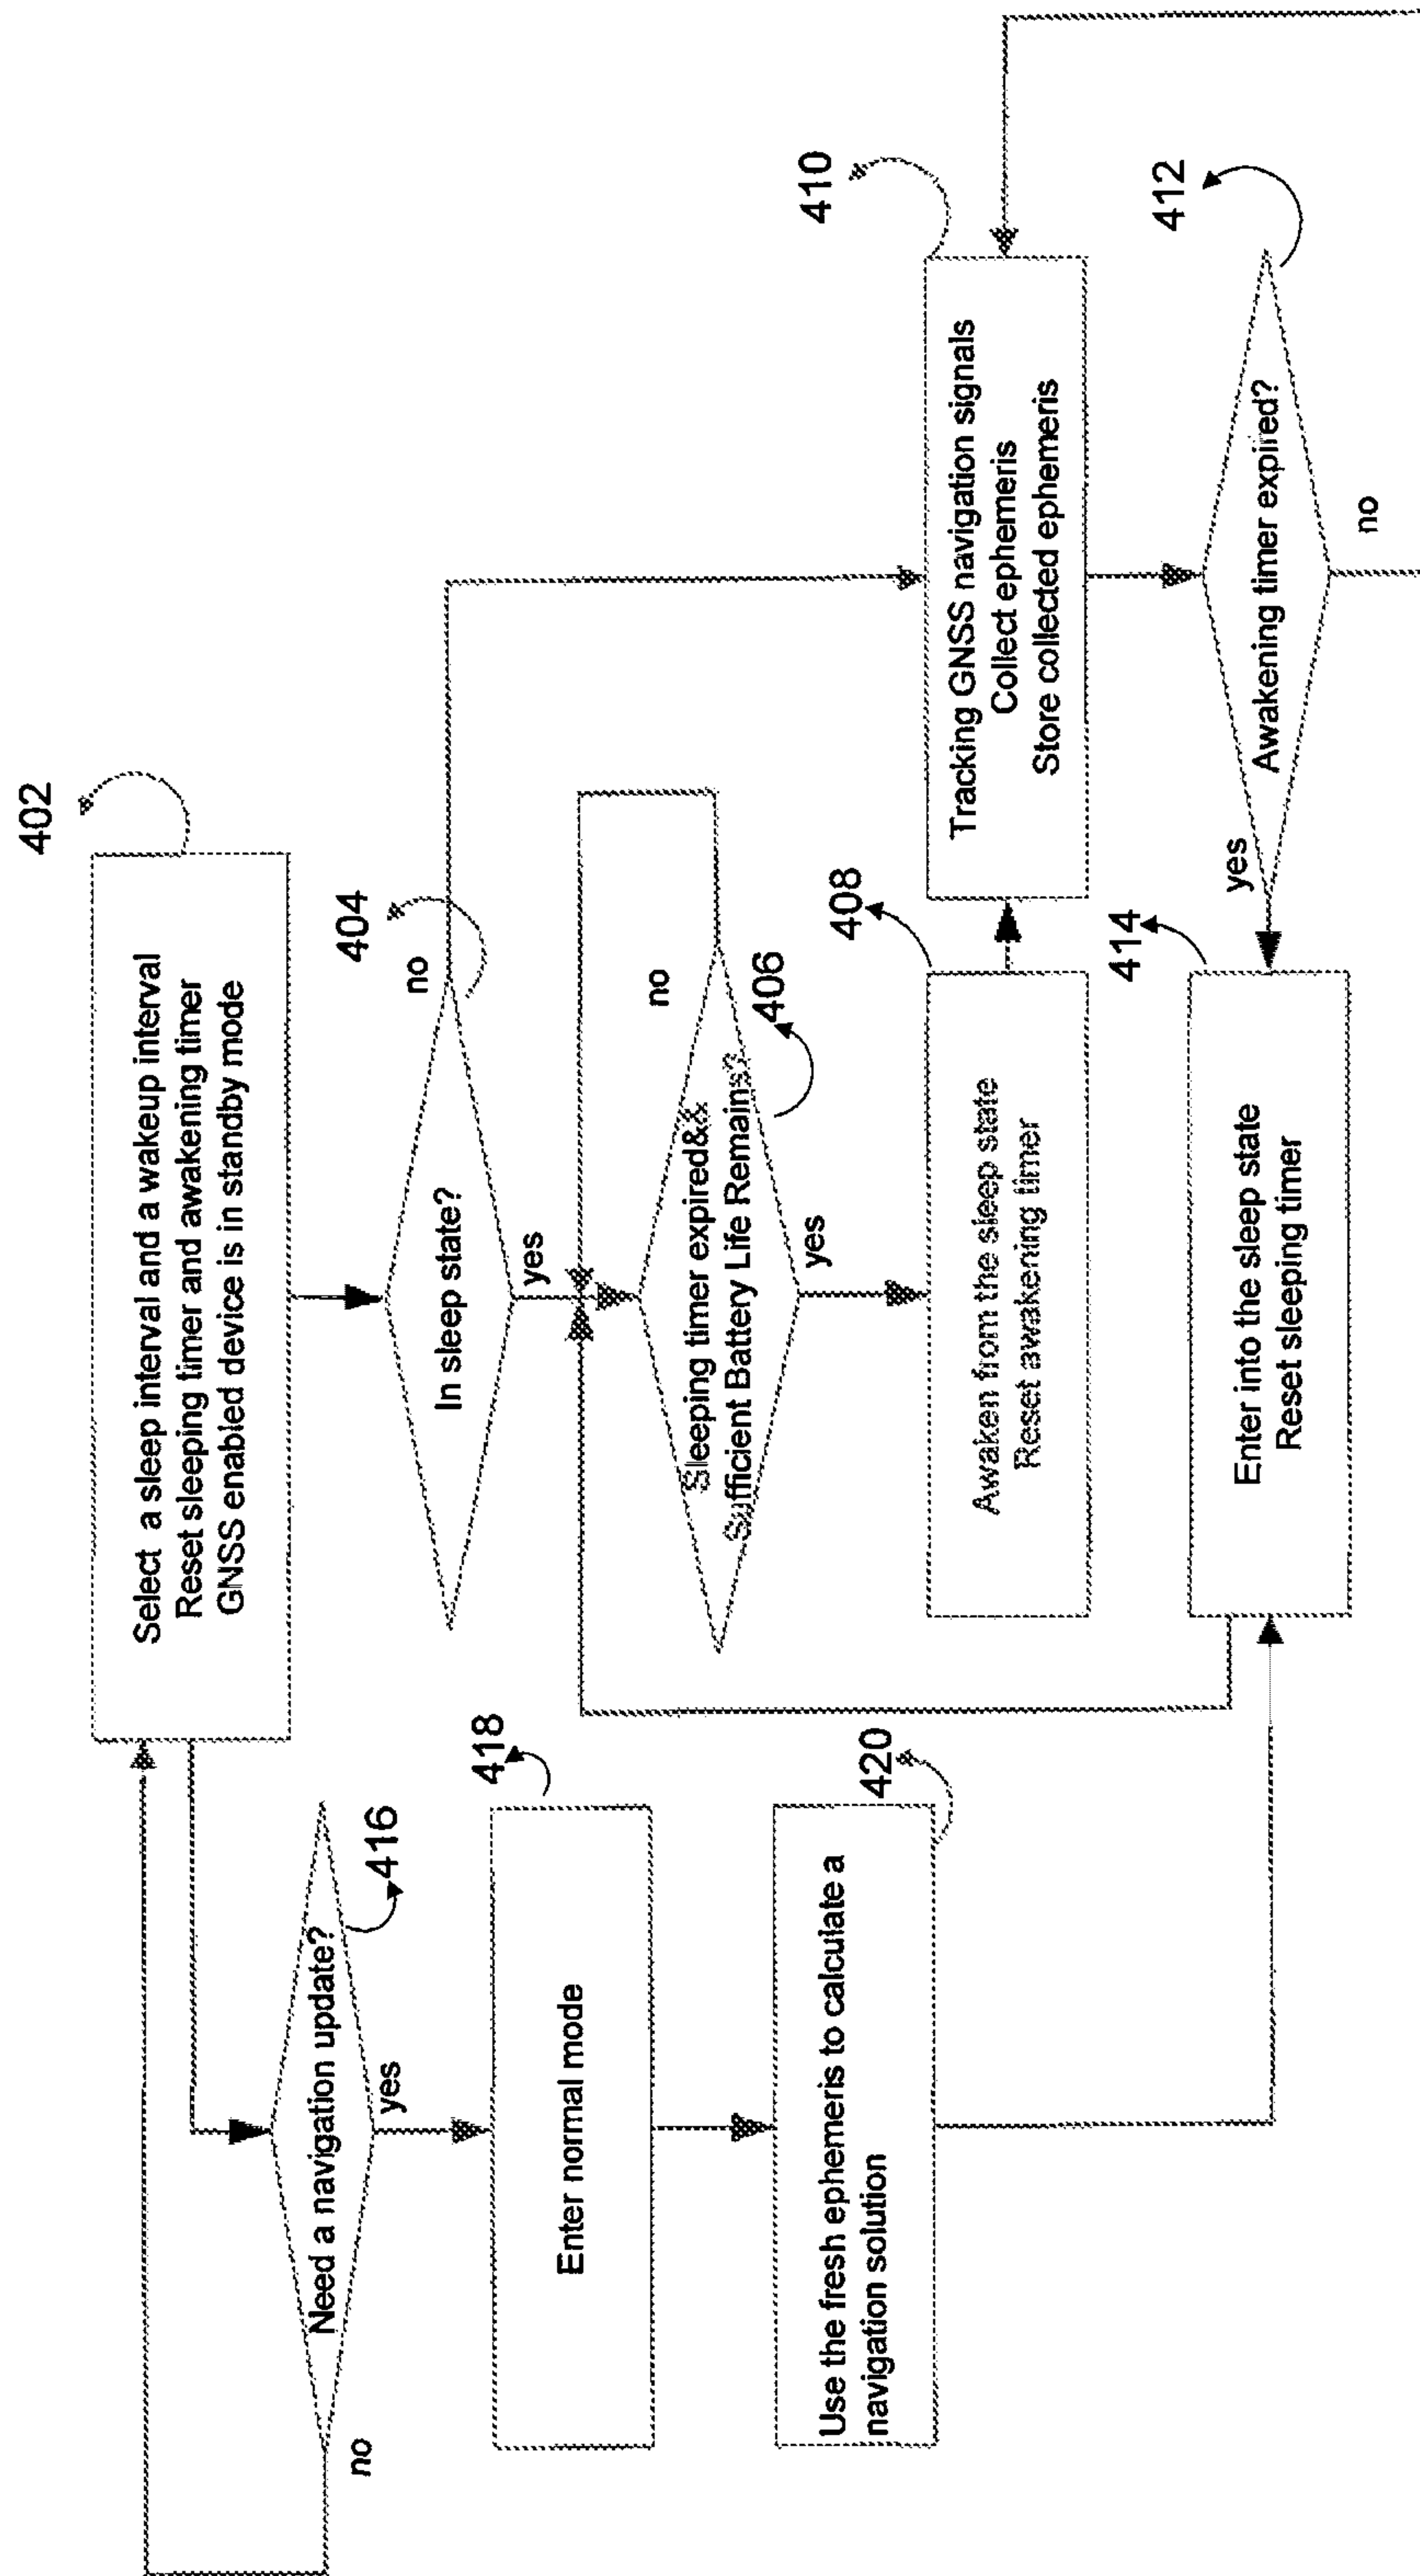 402
Select a sleep interval and a wakeup interval
Reset sleeping timer and awakening timer
GNSS enabled device is in standby mode
Need a navigation update?
416
no
yes
In sleep state?
404
no
yes
418
Enter normal mode
Sleeping timer expired&&
Sufficient Battery Life Remains?
no
406
yes
420
Use the fresh ephemeris to calculate a
navigation solution
408
Awaken from the sleep state
Reset awakening timer
410
Tracking GNSS navigation signals
Collect ephemeris
Store collected ephemeris
414
Enter into the sleep state
Reset sleeping timer
yes
412
Awakening timer expired?
no